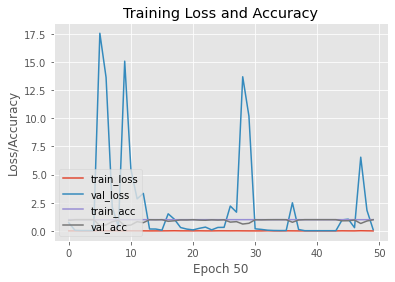 Training Loss and Accuracy
17.5
15.0
12.5
10.0
7.5
5.0
2.5
0.0
Loss/Accuracy
train_loss
val_loss
train_acc
val_acc
0 10 20 30 40 50
Epoch 50